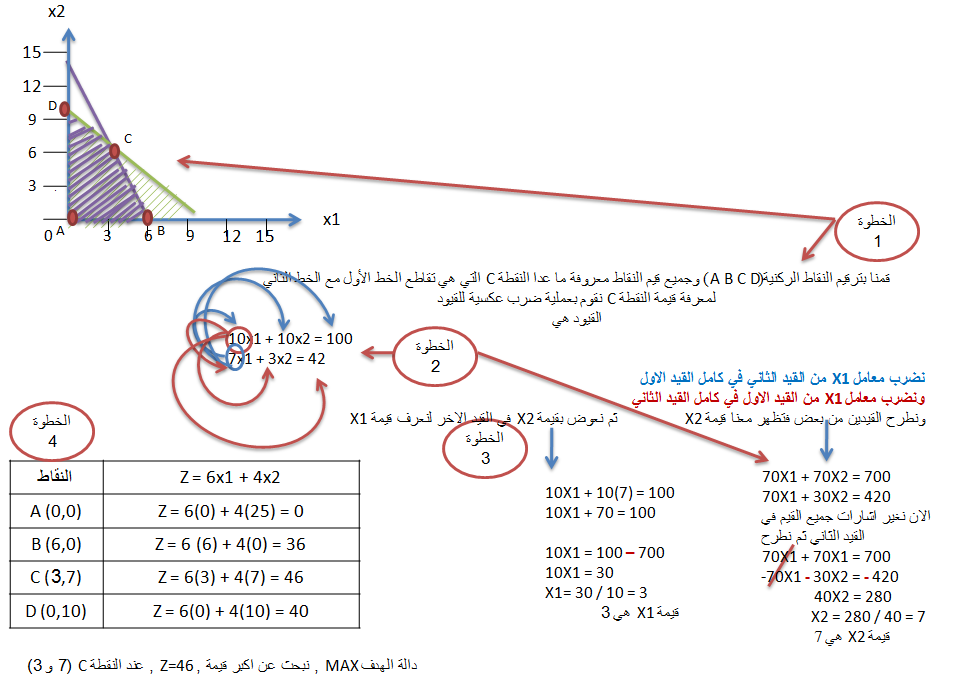 x2
15
12
D
9
C
6
3
x1
0
A
3
6
B
9
12
15
الخطوة
1
قمنا بترقيم النقاط الركنية(A B C D) وجميع قيم النقاط معروفة ما عدا النقطة C التي هي تقاطع الخط الأول مع الخط الثاني
لمعرفة قيمة النقطة C نقوم بعملية ضرب عكسية للقيود
القيود هي
10x1 + 10x2 = 100
7x1 + 3x2 = 42
الخطوة
2
نضرب معامل X1 من القيد الثاني في كامل القيد الاول
ونضرب معامل X1 من القيد الاول في كامل القيد الثاني
ونطرح القيدين من بعض فتظهر معنا قيمة X2
ثم نعوض بقيمة X2 في القيد الاخر لنعرف قيمة X1
الخطوة
3
70X1 + 70X2 = 700
70X1 + 30X2 = 420
الان نغير اشارات جميع القيم في
القيد الثاني ثم نطرح
70X1 + 70X1 = 700
-70X1 - 30X2 = - 420
40X2 = 280
X2 = 280 / 40 = 7
قيمة X2 هي 7
10X1 + 10(7) = 100
10X1 + 70 = 100
10X1 = 100 – 700
10X1 = 30
X1= 30 / 10 = 3
قيمة X1 هي 3
الخطوة
4
النقاط Z = 6x1 + 4x2
A (0,0) Z = 6(0) + 4(25) = 0
B (6,0) Z = 6 (6) + 4(0) = 36
C (3,7) Z = 6(3) + 4(7) = 46
D (0,10) Z = 6(0) + 4(10) = 40
دالة الهدف MAX , نبحث عن اكبر قيمة , Z=46 , عند النقطة C (7 و 3)